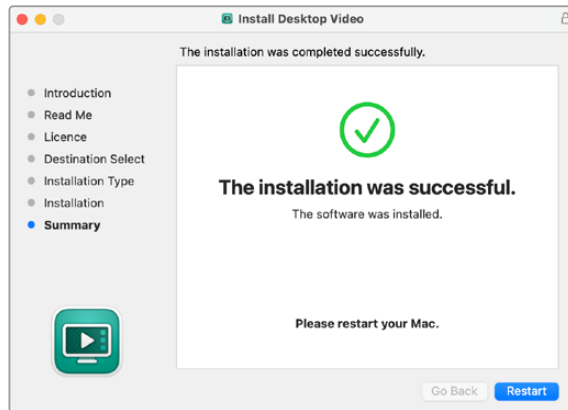 Install Desktop Video
The installation was completed successfully.
Introduction
Read Me
Licence
Destination Select
Installation Type
Installation
Summary
The installation was successful.
The software was installed.
Please restart your Mac.
Go Back
Restart